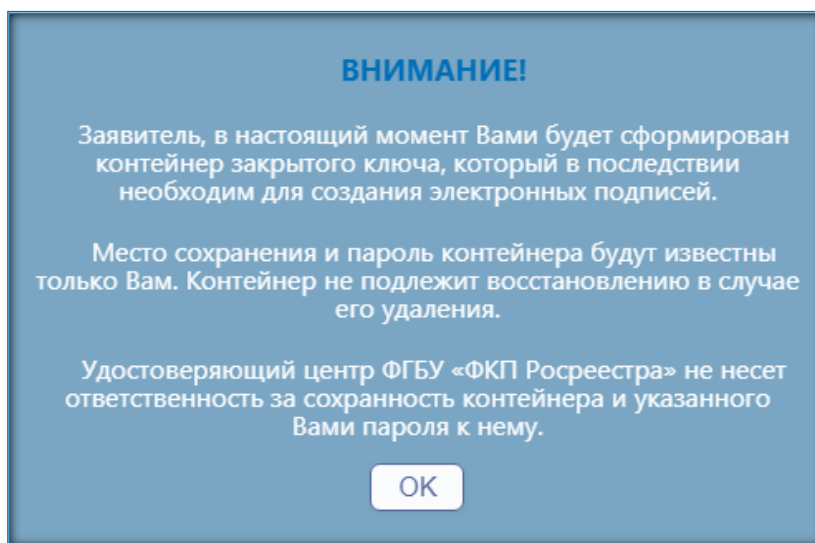 ВНИМАНИЕ!
Заявитель, в настоящий момент Вами будет сформирован
контейнер закрытого ключа, который в последствии
необходим для создания электронных подписей.
Место сохранения и пароль контейнера будут известны
только Вам. Контейнер не подлежит восстановлению в случае
его удаления.
Удостоверяющий центр ФГБУ «ФКП Росреестра» не несет
ответственность за сохранность контейнера и указанного
Вами пароля к нему.
ОК